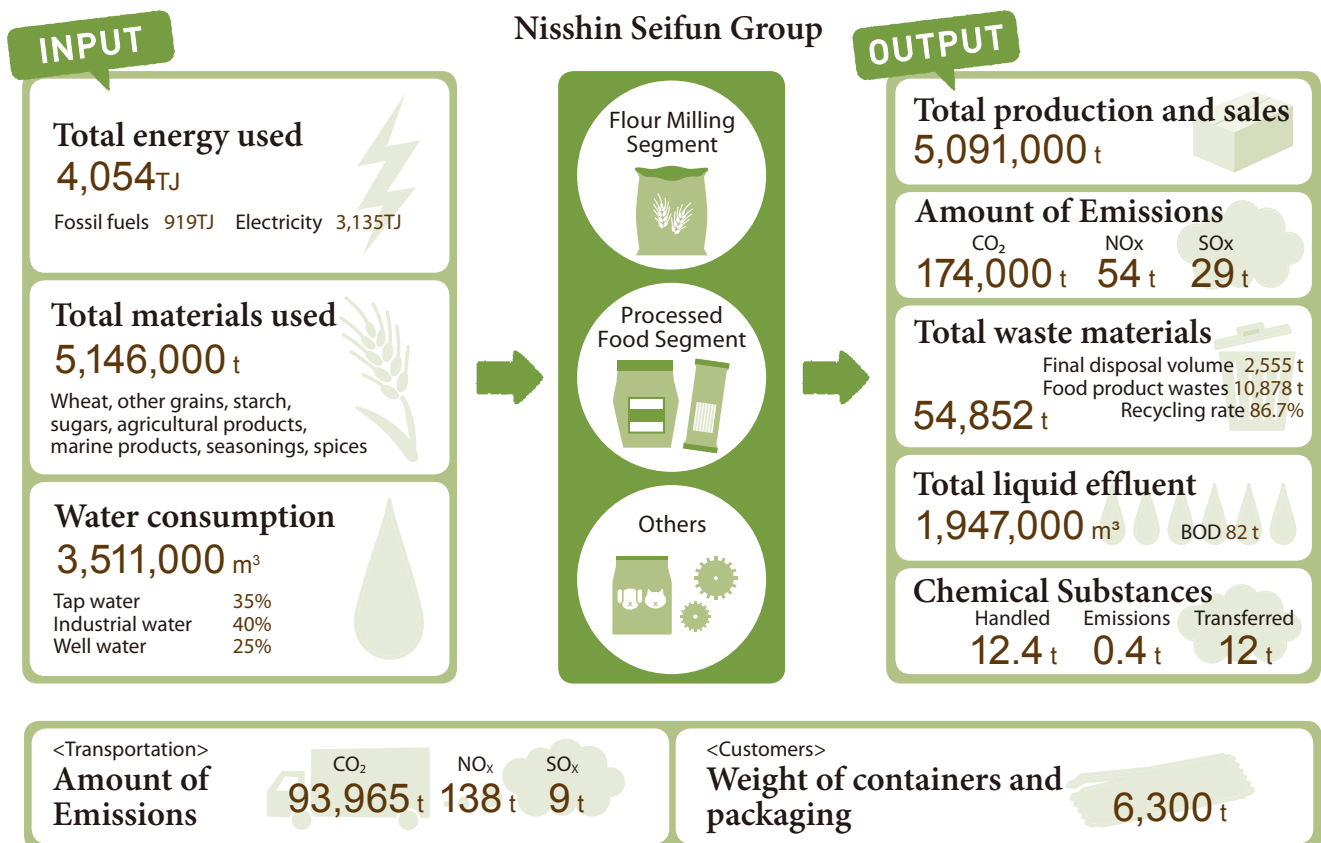 Nisshin Seifun Group
INPUT
Total energy used
4,054TJ
Fossil fuels 919TJ Electricity 3,135TJ
Total materials used
5,146,000 t
Wheat, other grains, starch,
sugars, agricultural products,
marine products, seasonings, spices
Water consumption
3,511,000 m³
Tap water 35%
Industrial water 40%
Well water 25%
Flour Milling
Segment
Processed
Food Segment
Others
OUTPUT
Total production and sales
5,091,000 t
Amount of Emissions
CO₂ NOx SOx
174,000 t 54 t 29 t
Total waste materials
Final disposal volume 2,555 t
Food product wastes 10,878 t
Recycling rate 86.7%
54,852 t
Total liquid effluent
1,947,000 m³ BOD 82 t
Chemical Substances
Handled Emissions Transferred
12.4 t 0.4 t 12 t
<Transportation>
Amount of
Emissions
CO₂ NOₓ SOₓ
93,965 t 138 t 9 t
<Customers>
Weight of containers and
packaging
6,300 t